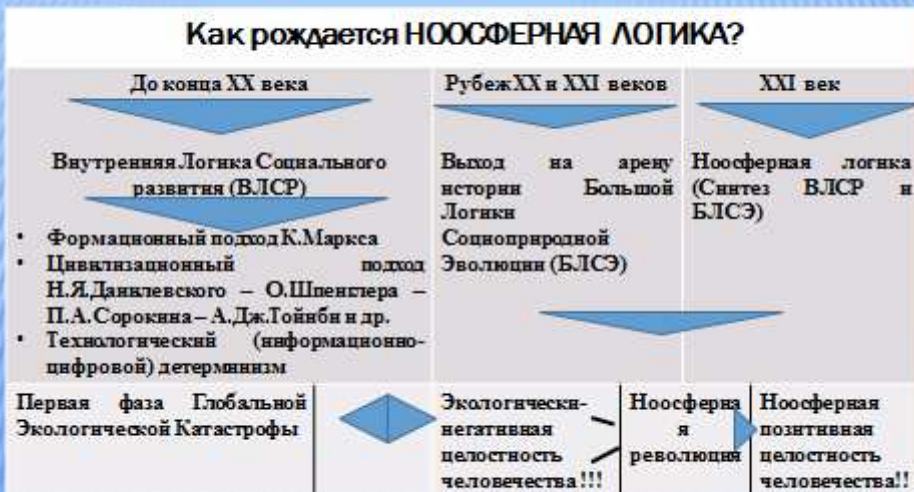 Как рождается НООСФЕРНАЯ ЛОГИКА?
До конца XX века
Рубеж XX и XXI веков
XXI век
Внутренняя Логика Социального
развития (ВЛСР)
• Формационный подход К.Маркса
• Цивилизационный подход
Н.Я.Данилевского – О.Шпенглера –
П.А.Сорокина – А.Дж.Тойнби и др.
• Технологический (информационно-
цифровой) детерминизм
Выход на арену
истории Большой
Логики
Социоприродной
Эволюции (БЛСЭ)
Ноосферная логика
(Синтез ВЛСР и
БЛСЭ)
Первая фаза Глобальной
Экологической Катастрофы
Экологически-
негативная
целостность
человечества !!!
Ноосферна
я
революция
Ноосферная
позитивная
целостность
человечества!!